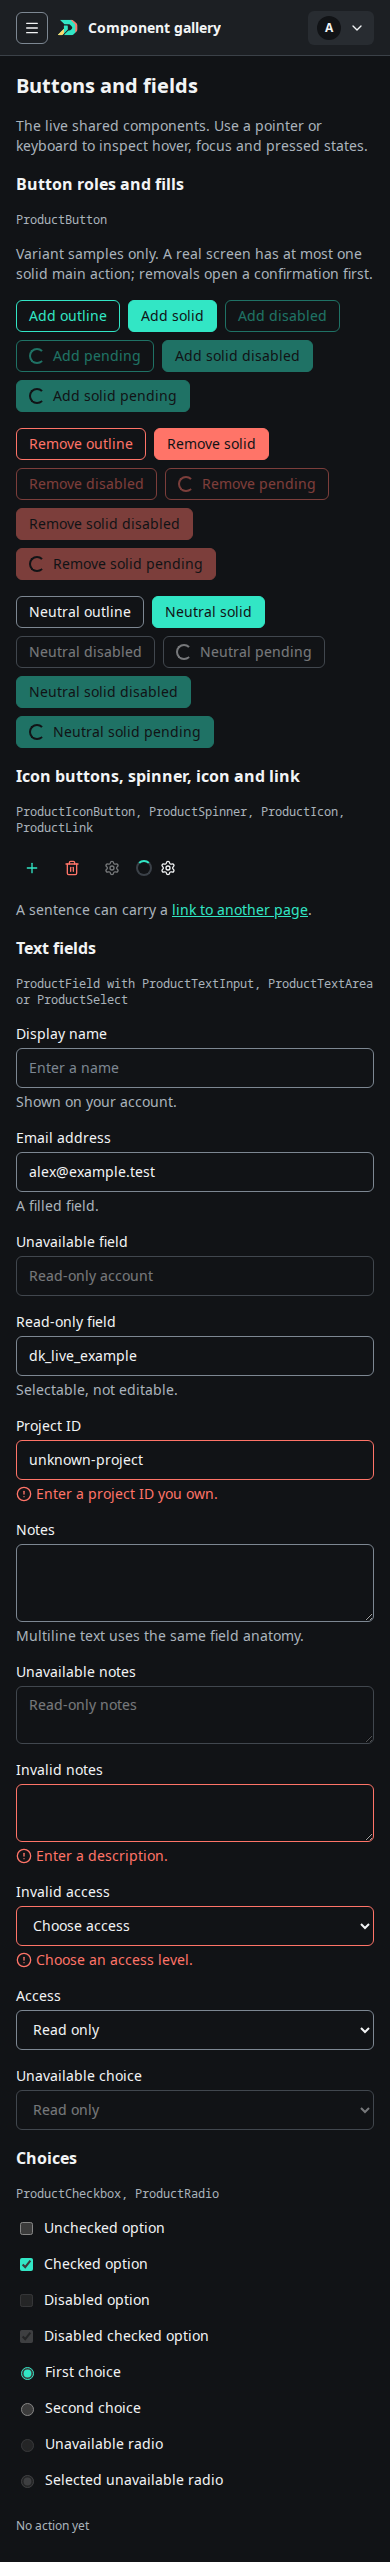 Component gallery
A
Buttons and fields
The live shared components. Use a pointer or
keyboard to inspect hover, focus and pressed states.
Button roles and fills
ProductButton
Variant samples only. A real screen has at most one
solid main action; removals open a confirmation first.
Add outline Add solid Add disabled
Add pending Add solid disabled
Add solid pending
Remove outline Remove solid
Remove disabled Remove pending
Remove solid disabled
Remove solid pending
Neutral outline Neutral solid
Neutral disabled Neutral pending
Neutral solid disabled
Neutral solid pending
Icon buttons, spinner, icon and link
ProductIconButton, ProductSpinner, ProductIcon,
ProductLink
A sentence can carry a link to another page.
Text fields
ProductField with ProductTextInput, ProductTextArea
or ProductSelect
Display name
Enter a name
Shown on your account.
Email address
alex@example.test
A filled field.
Unavailable field
Read-only account
Read-only field
dk_live_example
Selectable, not editable.
Project ID
unknown-project
Enter a project ID you own.
Notes
Multiline text uses the same field anatomy.
Unavailable notes
Read-only notes
Invalid notes
Enter a description.
Invalid access
Choose access
Choose an access level.
Access
Read only
Unavailable choice
Read only
Choices
ProductCheckbox, ProductRadio
Unchecked option
Checked option
Disabled option
Disabled checked option
First choice
Second choice
Unavailable radio
Selected unavailable radio
No action yet